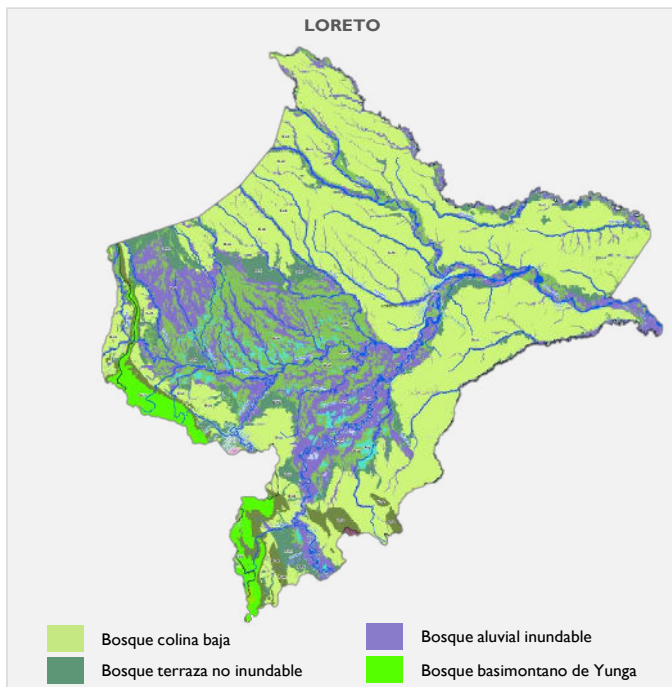 LORETO
Bosque colina baja
Bosque aluvial inundable
Bosque terraza no inundable
Bosque basimontano de Yunga